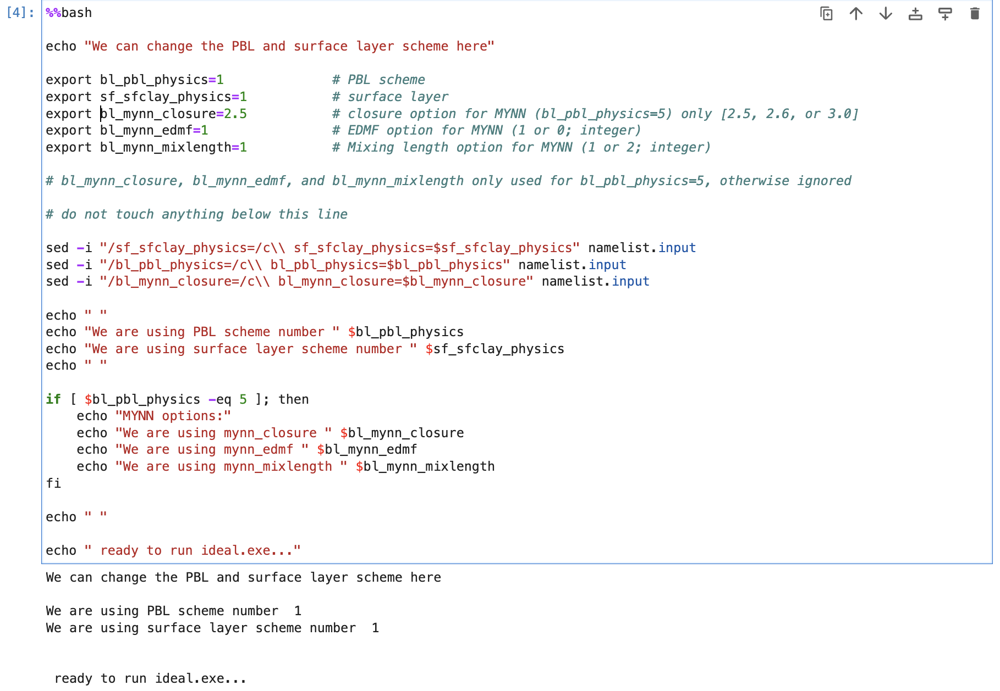 [4]: %%bash
echo "We can change the PBL and surface layer scheme here"
export bl_pbl_physics=1 # PBL scheme
export sf_sfclay_physics=1 # surface layer
export bl_mynn_closure=2.5 # closure option for MYNN (bl_pbl_physics=5) only [2.5, 2.6, or 3.0]
export bl_mynn_edmf=1 # EDMF option for MYNN (1 or 0; integer)
export bl_mynn_mixlength=1 # Mixing length option for MYNN (1 or 2; integer)
# bl_mynn_closure, bl_mynn_edmf, and bl_mynn_mixlength only used for bl_pbl_physics=5, otherwise ignored
# do not touch anything below this line
sed -i "/sf_sfclay_physics=/c\\ sf_sfclay_physics=$sf_sfclay_physics" namelist.input
sed -i "/bl_pbl_physics=/c\\ bl_pbl_physics=$bl_pbl_physics" namelist.input
sed -i "/bl_mynn_closure=/c\\ bl_mynn_closure=$bl_mynn_closure" namelist.input
echo " "
echo "We are using PBL scheme number " $bl_pbl_physics
echo "We are using surface layer scheme number " $sf_sfclay_physics
echo " "
if [ $bl_pbl_physics -eq 5 ]; then
    echo "MYNN options:"
    echo "We are using mynn_closure " $bl_mynn_closure
    echo "We are using mynn_edmf " $bl_mynn_edmf
    echo "We are using mynn_mixlength " $bl_mynn_mixlength
fi
echo " "
echo " ready to run ideal.exe..."
We can change the PBL and surface layer scheme here
We are using PBL scheme number  1
We are using surface layer scheme number  1
 ready to run ideal.exe...